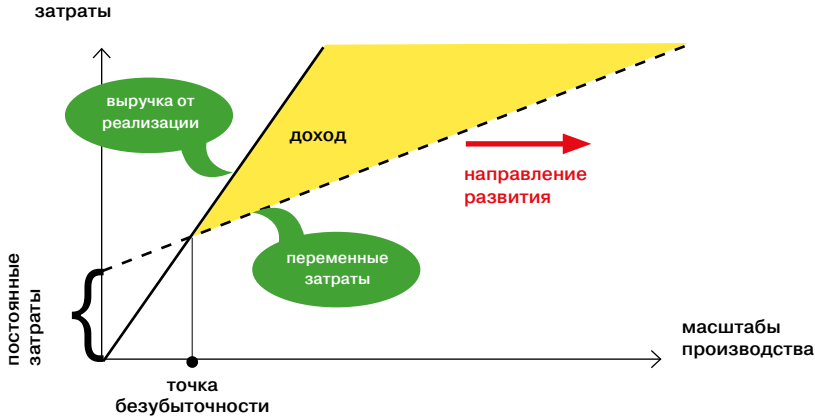 затраты
выручка от
реализации
доход
направление
развития
переменные
затраты
постоянные
затраты
масштабы
производства
точка
безубыточности